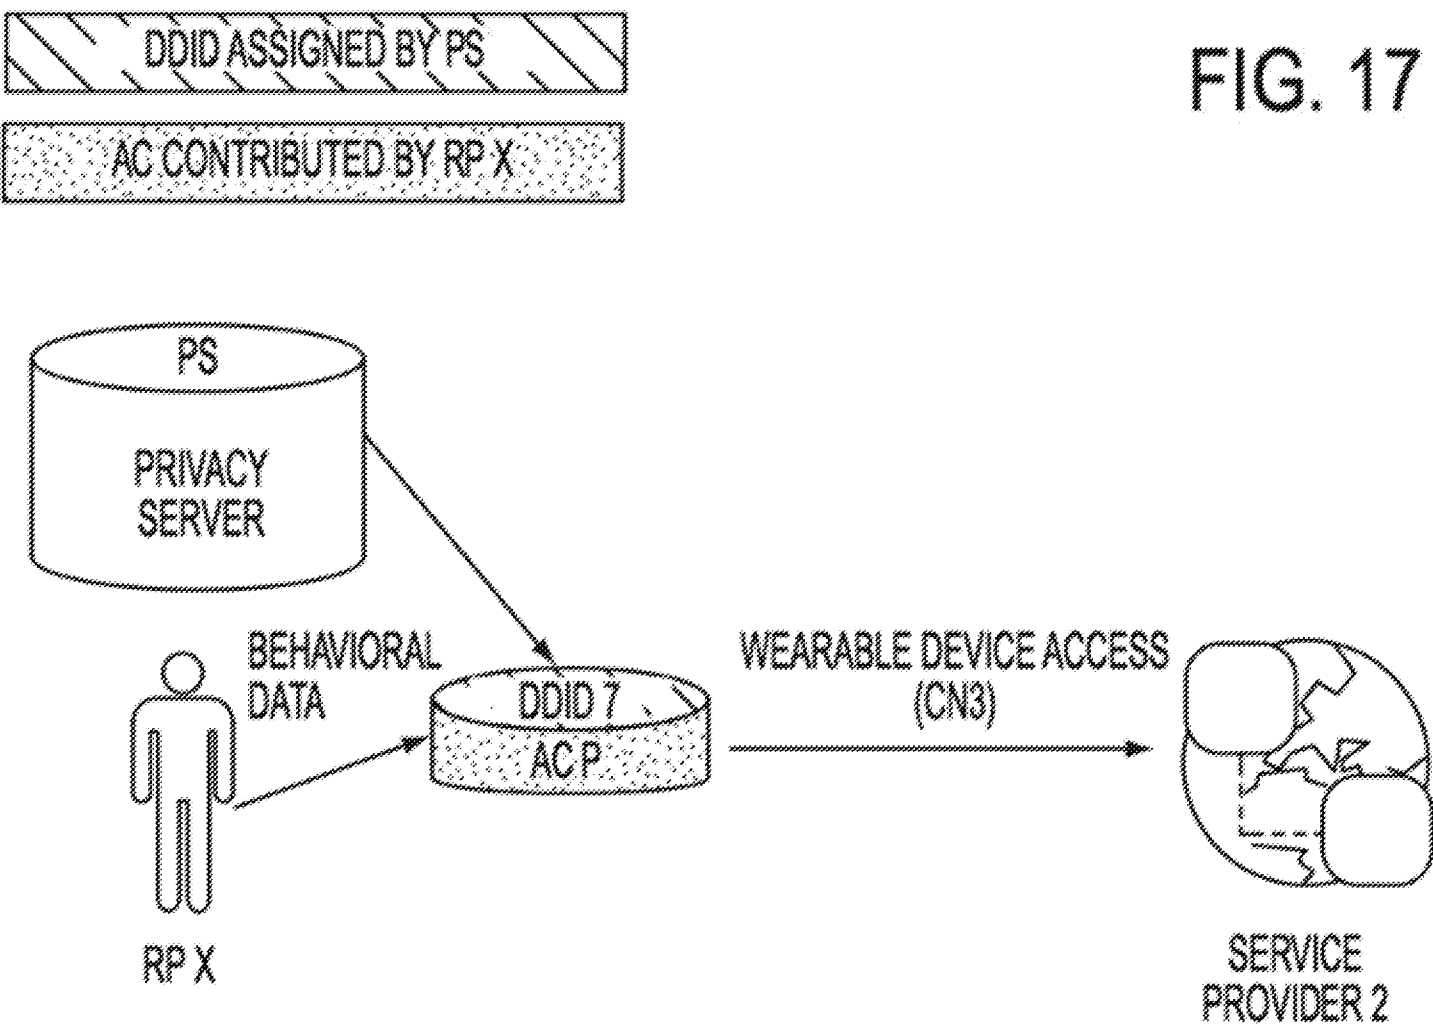 DDID ASSIGNED BY PS
FIG. 17
AC CONTRIBUTED BY RP X
PS
PRIVACY
SERVER
BEHAVIORAL
DATA
WEARABLE DEVICE ACCESS
(CN3)
DDID 7
AC P
RP X
SERVICE
PROVIDER 2